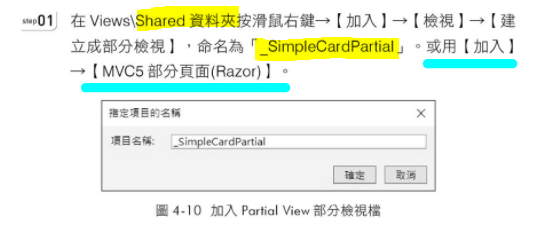 step01 在 Views\Shared 資料夾按滑鼠右鍵→【加入】→【檢視】→【建
立成部分檢視】，命名為「_SimpleCardPartial」。或用【加入】
→【MVC5 部分頁面(Razor)】。
指定項目的名稱 ×
項目名稱: _SimpleCardPartial
確定 取消
圖 4-10 加入 Partial View 部分檢視檔